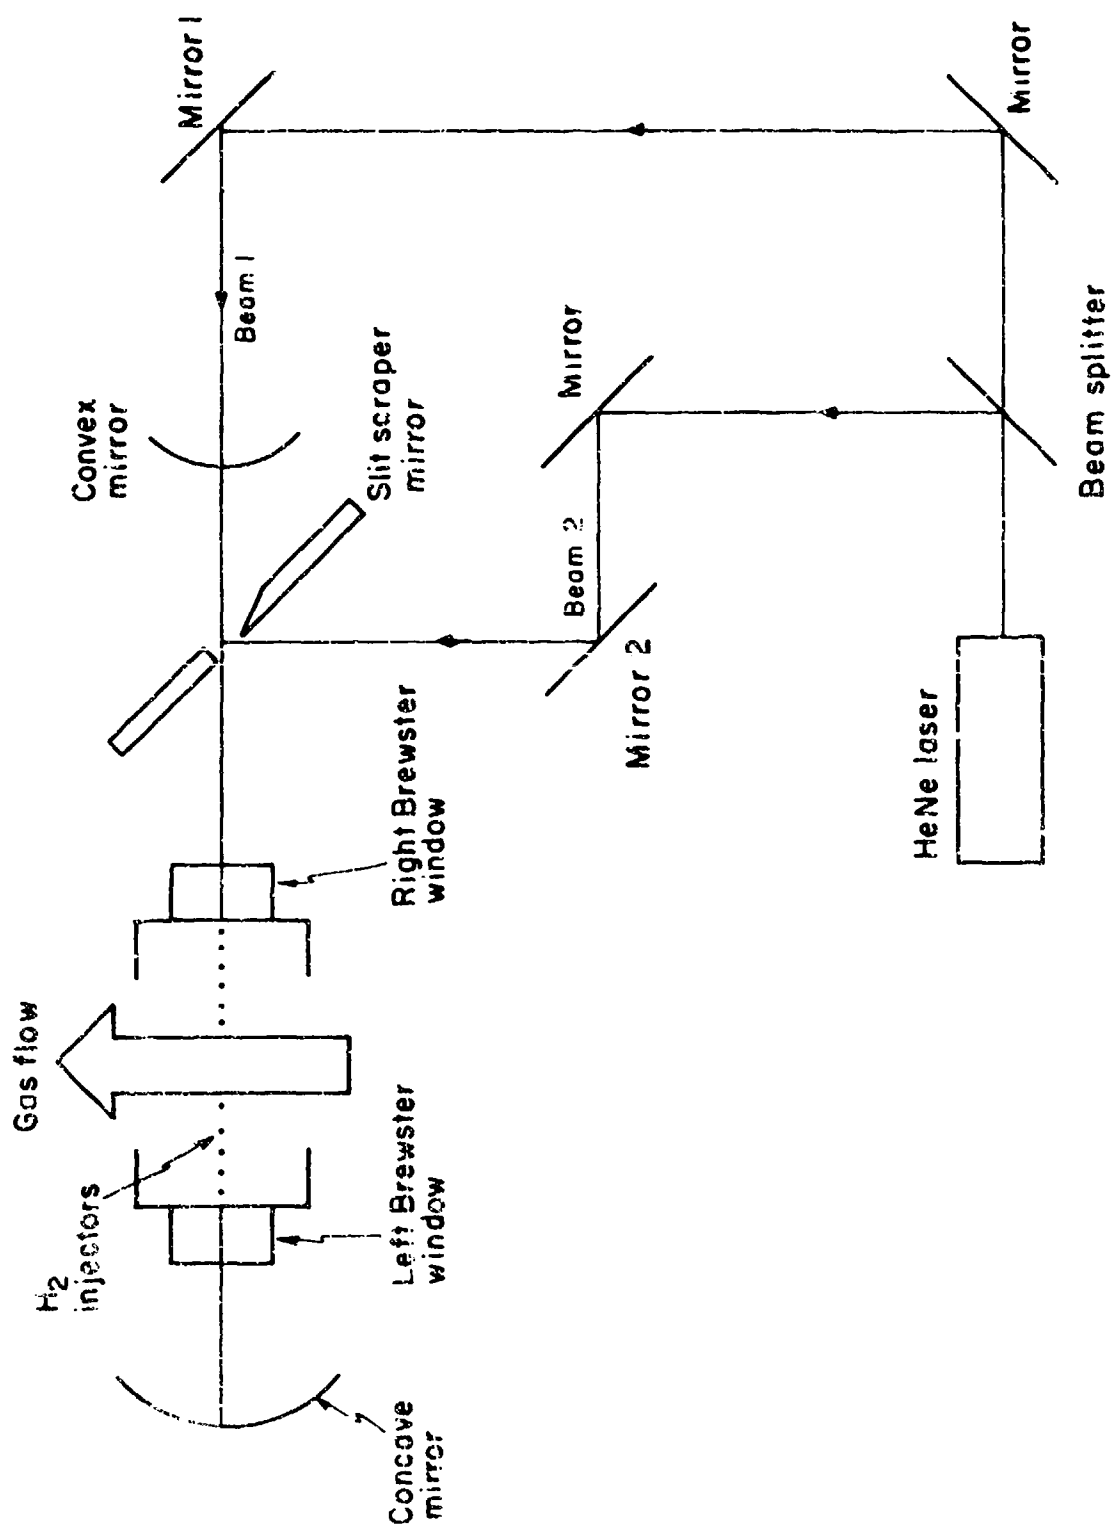 Gas flow
H2
injectors
Concave
mirror
Left Brewster
window
Right Brewster
window
Convex
mirror
Slit scraper
mirror
Beam 1
Mirror 1
Mirror 2
Beam 2
Mirror
HeNe laser
Beam splitter
Mirror